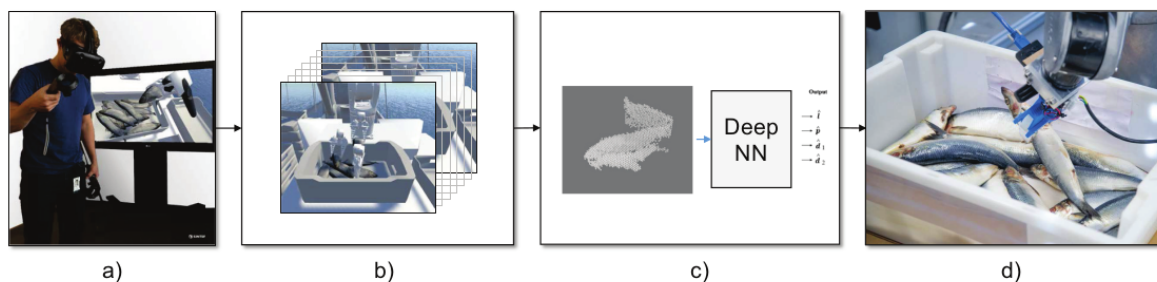 Output
Deep
NN
l̂
p̂
d̂ 1
d̂ 2
a)
b)
c)
d)